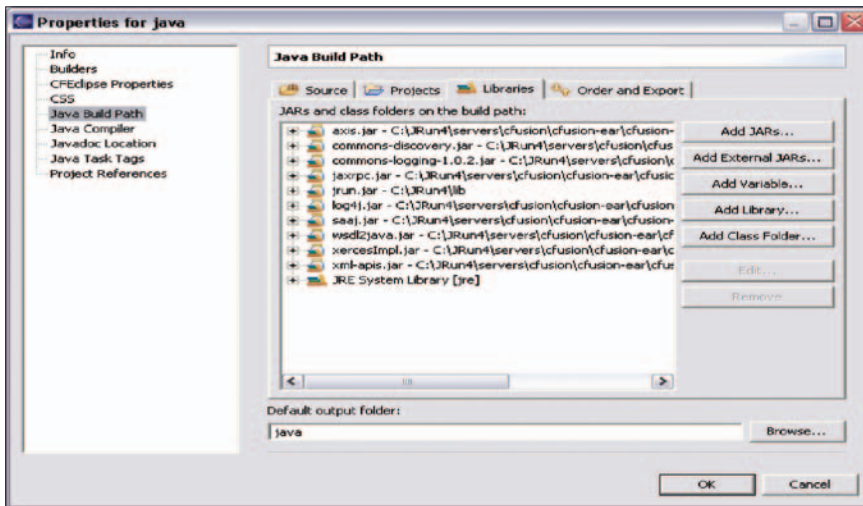 Properties for java
Info
Builders
CFEclipse Properties
CSS
Java Build Path
Java Compiler
Javadoc Location
Java Task Tags
Project References
Java Build Path
Source
Projects
Libraries
Order and Export
JARs and class folders on the build path:
axis.jar - C:\JRun4\servers\cfusion\cfusion-ear\cfusion-
commons-discovery.jar - C:\JRun4\servers\cfusion\cfus
commons-logging-1.0.2.jar - C:\JRun4\servers\cfusion\c
jaxrpc.jar - C:\JRun4\servers\cfusion\cfusion-ear\cfusic
jrun.jar - C:\JRun4\lib
log4j.jar - C:\JRun4\servers\cfusion\cfusion-ear\cfusion
saaj.jar - C:\JRun4\servers\cfusion\cfusion-ear\cfusion-
wsdl2java.jar - C:\JRun4\servers\cfusion\cfusion-ear\cf
xercesImpl.jar - C:\JRun4\servers\cfusion\cfusion-ear\c
xml-apis.jar - C:\JRun4\servers\cfusion\cfusion-ear\cfus
JRE System Library [jre]
Add JARs...
Add External JARs...
Add Variable...
Add Library...
Add Class Folder...
Edit...
Remove
Default output folder:
java
Browse...
OK
Cancel